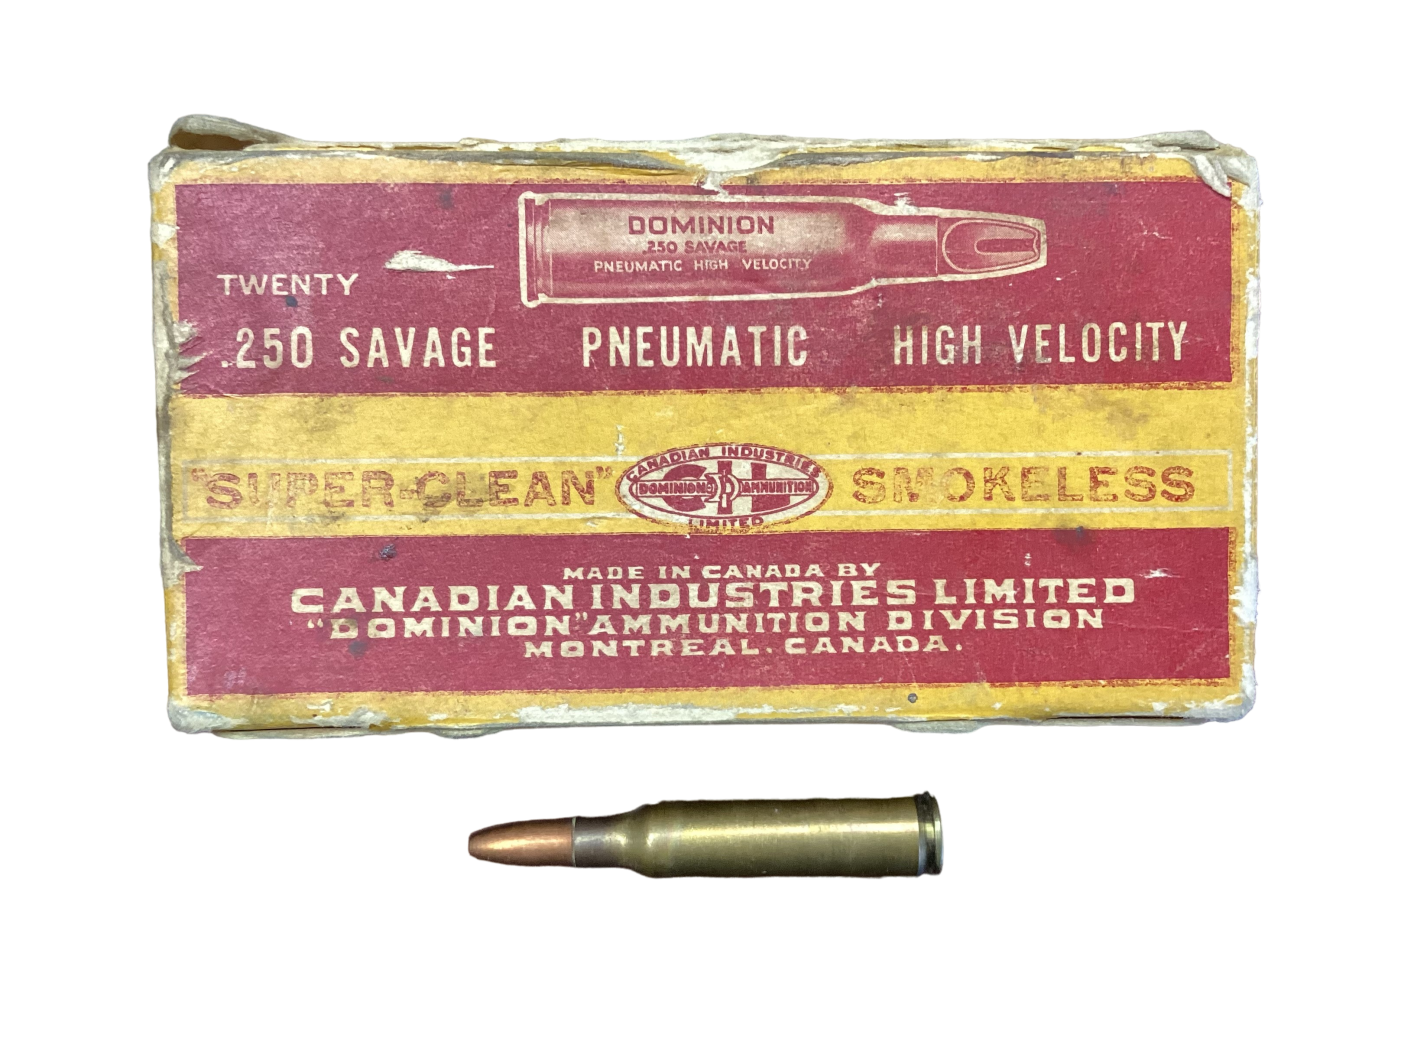 DOMINION
.250 SAVAGE
PNEUMATIC HIGH VELOCITY
TWENTY
.250 SAVAGE PNEUMATIC HIGH VELOCITY
"SUPER-CLEAN" SMOKELESS
CANADIAN INDUSTRIES
CIL
DOMINION AMMUNITION
LIMITED
MADE IN CANADA BY
CANADIAN INDUSTRIES LIMITED
"DOMINION" AMMUNITION DIVISION
MONTREAL. CANADA.